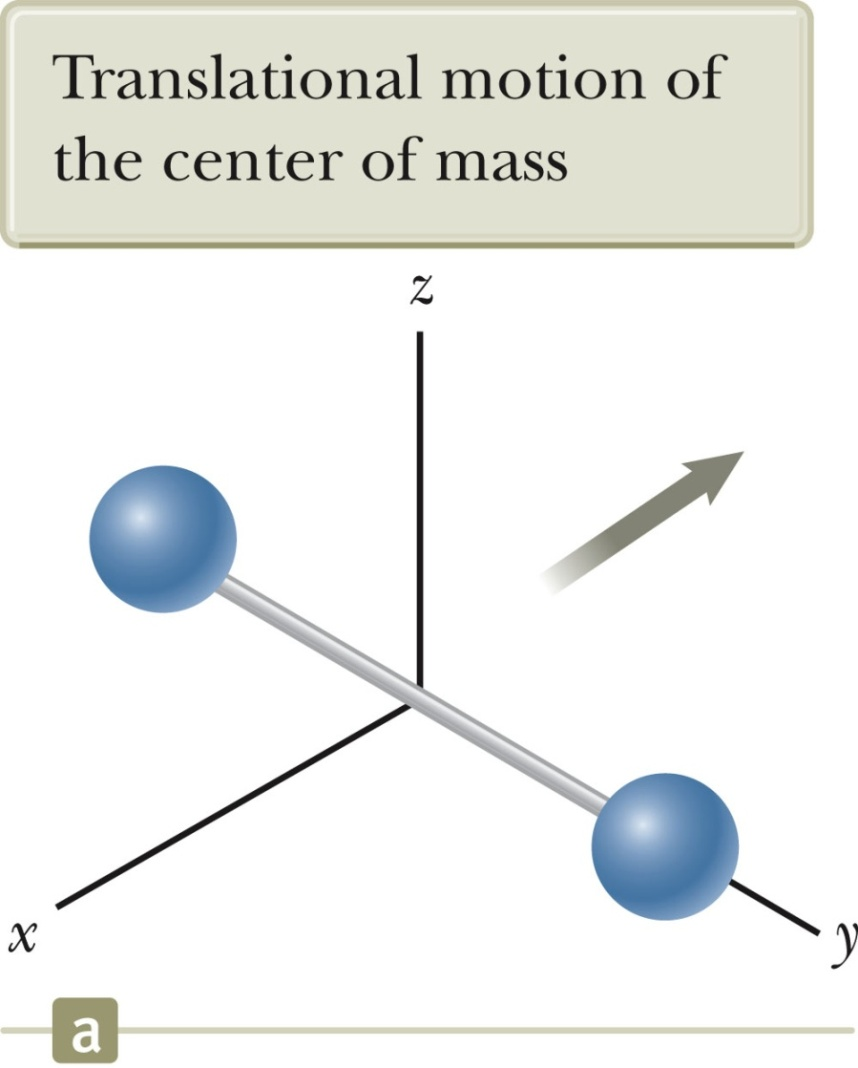 Translational motion of
the center of mass
z
x
y
a